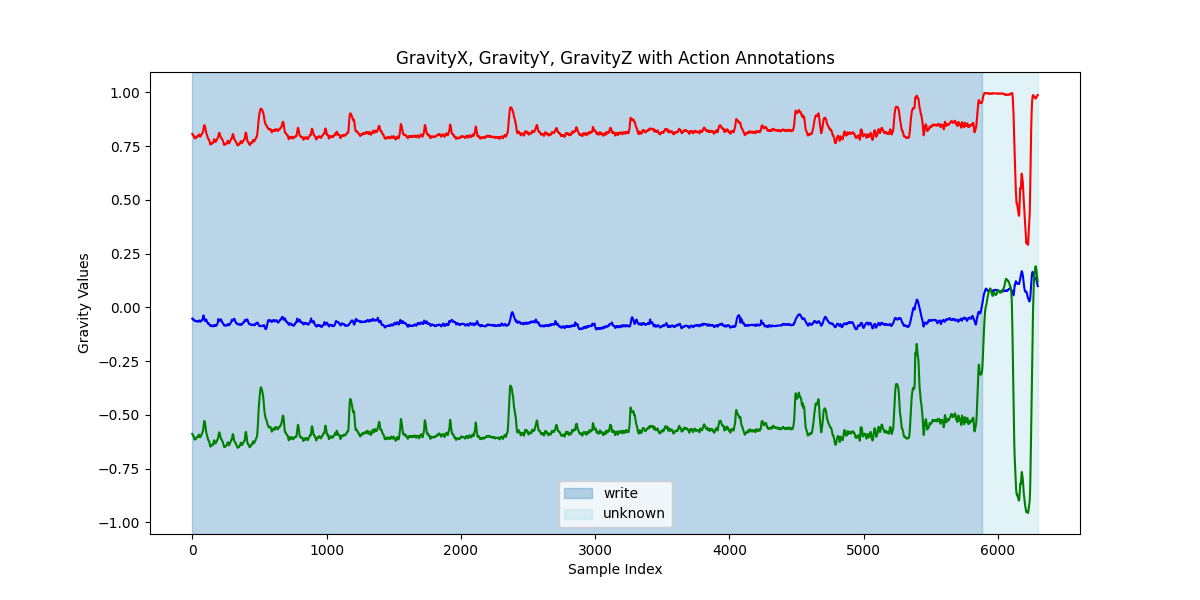 GravityX, GravityY, GravityZ with Action Annotations
1.00
0.75
0.50
0.25
0.00
−0.25
−0.50
−0.75
−1.00
Gravity Values
write
unknown
0 1000 2000 3000 4000 5000 6000
Sample Index